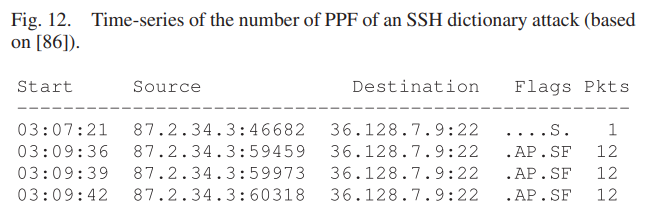 Fig. 12. Time-series of the number of PPF of an SSH dictionary attack (based
on [86]).
Start Source Destination Flags Pkts
--------------------------------------------------------------
03:07:21 87.2.34.3:46682 36.128.7.9:22 ....S. 1
03:09:36 87.2.34.3:59459 36.128.7.9:22 .AP.SF 12
03:09:39 87.2.34.3:59973 36.128.7.9:22 .AP.SF 12
03:09:42 87.2.34.3:60318 36.128.7.9:22 .AP.SF 12